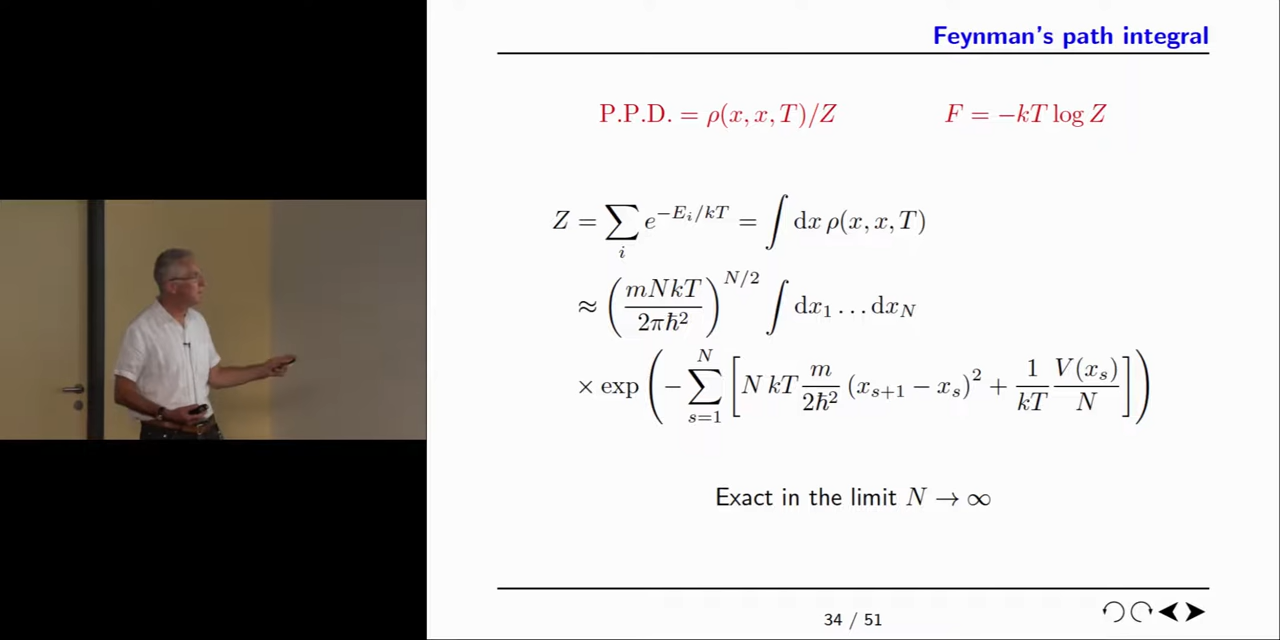 Feynman's path integral
P.P.D. = ρ(x, x, T)/Z F = −kT log Z
Z = ∑_i e^{−E_i/kT} = ∫ dx ρ(x, x, T)
≈ (mNkT / 2πħ²)^{N/2} ∫ dx₁ … dx_N
× exp (− ∑_{s=1}^{N} [N kT m/2ħ² (x_{s+1} − x_s)² + 1/kT V(x_s)/N])
Exact in the limit N → ∞
34 / 51